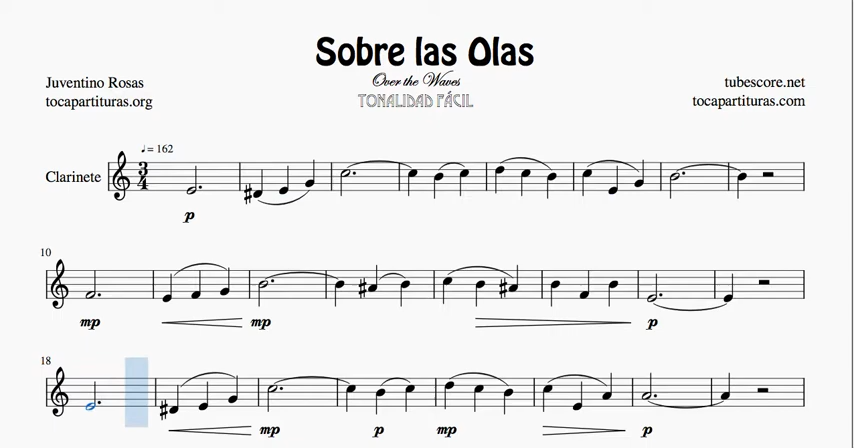 Sobre las Olas
Juventino Rosas
Over the Waves
tubescore.net
tocapartituras.org
TONALIDAD FÁCIL
tocapartituras.com
♩ = 162
Clarinete
3
4
p
10
mp
mp
p
18
mp
p
mp
p